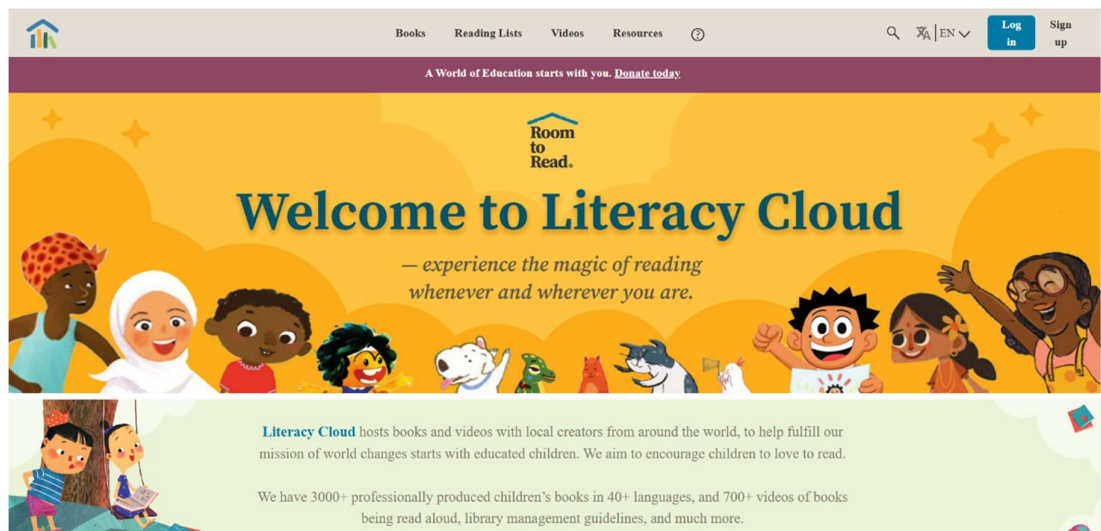 Books Reading Lists Videos Resources EN Log in Sign up
A World of Education starts with you. Donate today
Room
to
Read.
Welcome to Literacy Cloud
— experience the magic of reading
whenever and wherever you are.
Literacy Cloud hosts books and videos with local creators from around the world, to help fulfill our
mission of world changes starts with educated children. We aim to encourage children to love to read.
We have 3000+ professionally produced children's books in 40+ languages, and 700+ videos of books
being read aloud, library management guidelines, and much more.